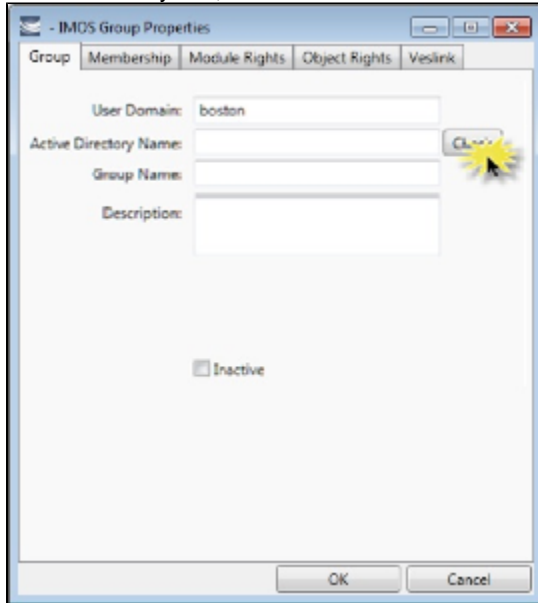 - IMOS Group Properties
Group Membership Module Rights Object Rights Veslink
User Domain: boston
Active Directory Name:
Group Name:
Description:
Inactive
OK Cancel